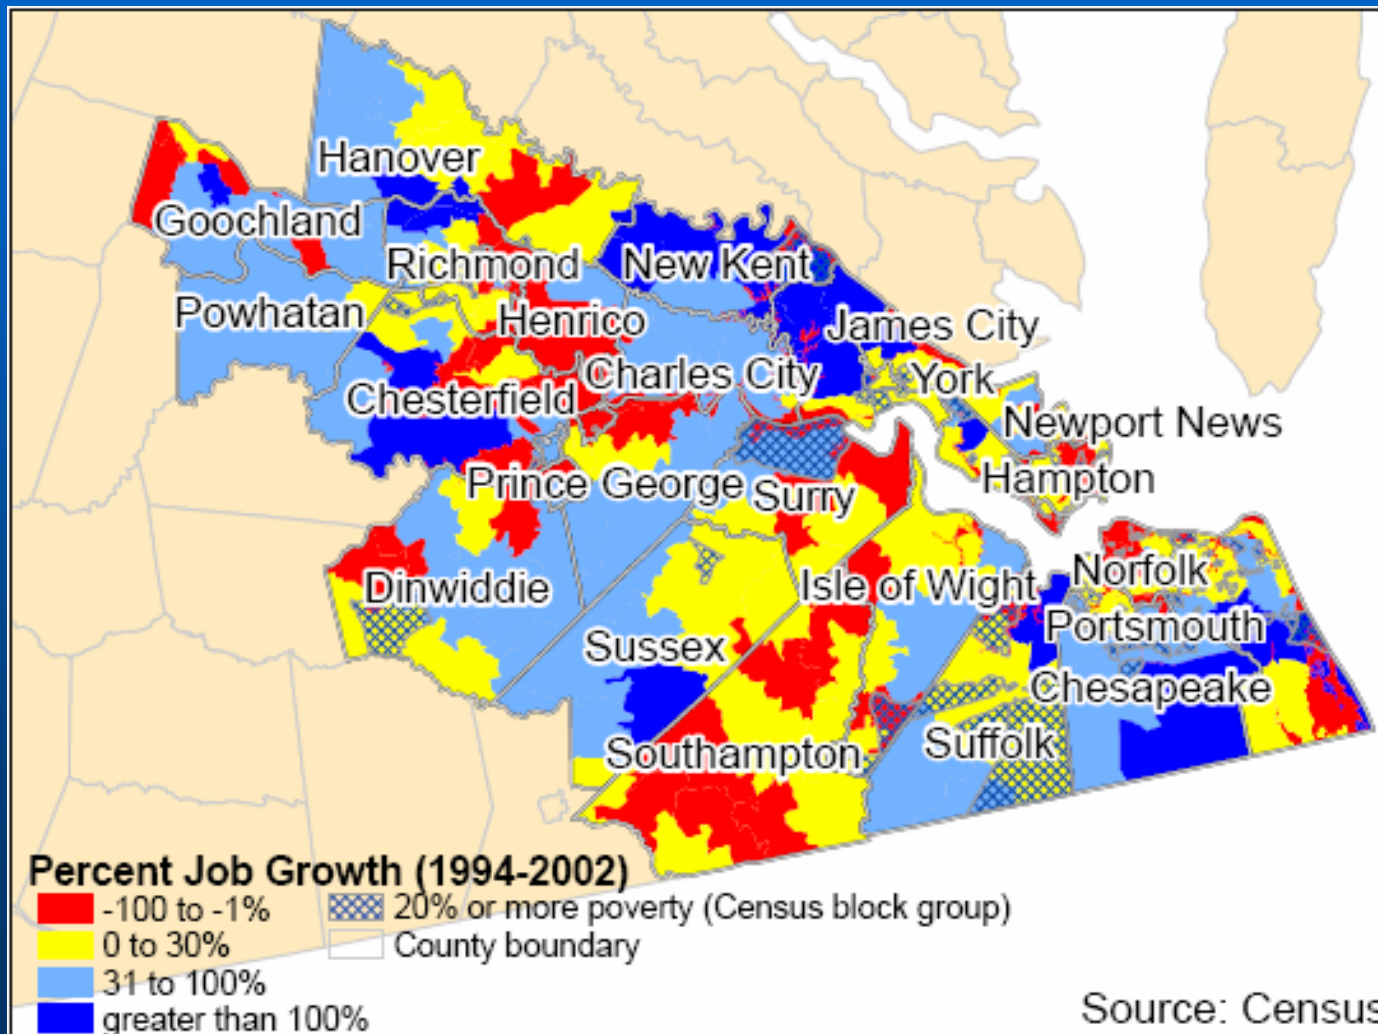 Hanover
Goochland
Richmond
New Kent
Powhatan
Henrico
James City
Charles City
York
Chesterfield
Newport News
Prince George
Surry
Hampton
Dinwiddie
Isle of Wight
Norfolk
Sussex
Portsmouth
Chesapeake
Southampton
Suffolk
Percent Job Growth (1994-2002)
-100 to -1%
20% or more poverty (Census block group)
0 to 30%
County boundary
31 to 100%
greater than 100%
Source: Census